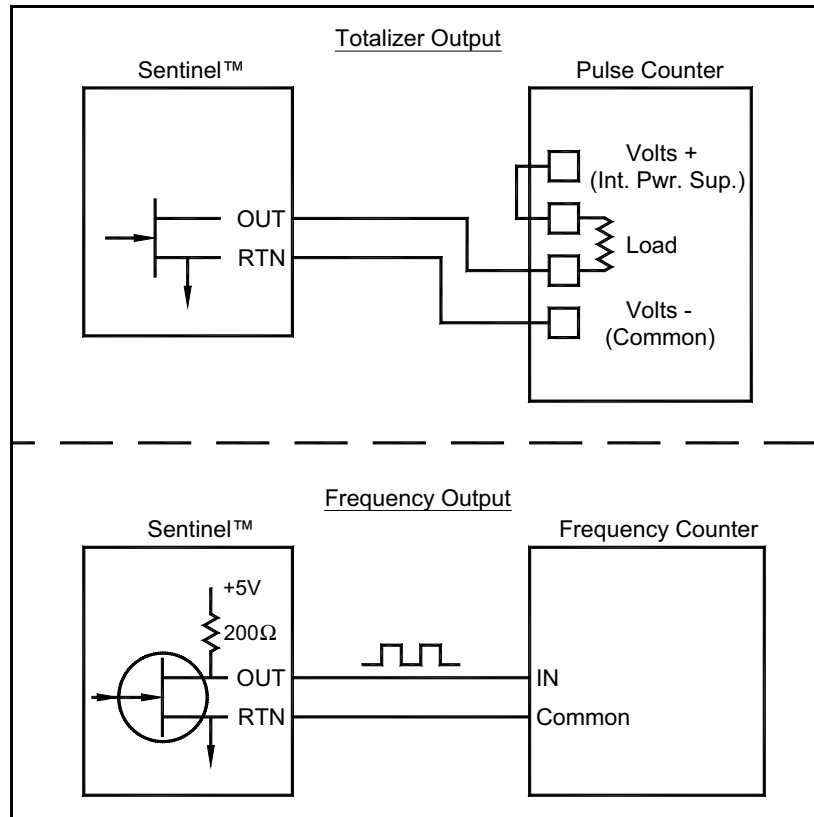 Totalizer Output
Sentinel™
Pulse Counter
Volts +
(Int. Pwr. Sup.)
OUT
Load
RTN
Volts -
(Common)
Frequency Output
Sentinel™
Frequency Counter
+5V
200Ω
OUT
IN
RTN
Common